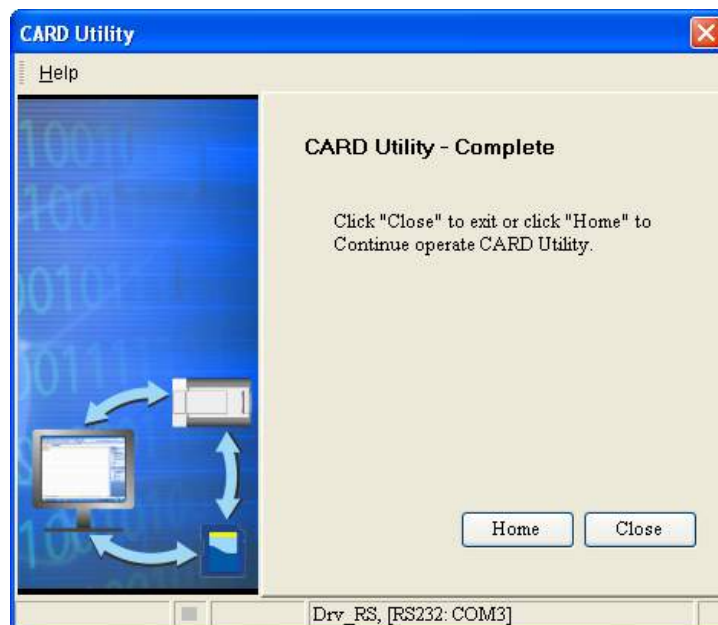 CARD Utility
Help
CARD Utility - Complete
Click "Close" to exit or click "Home" to
Continue operate CARD Utility.
Home Close
Drv_RS, [RS232: COM3]